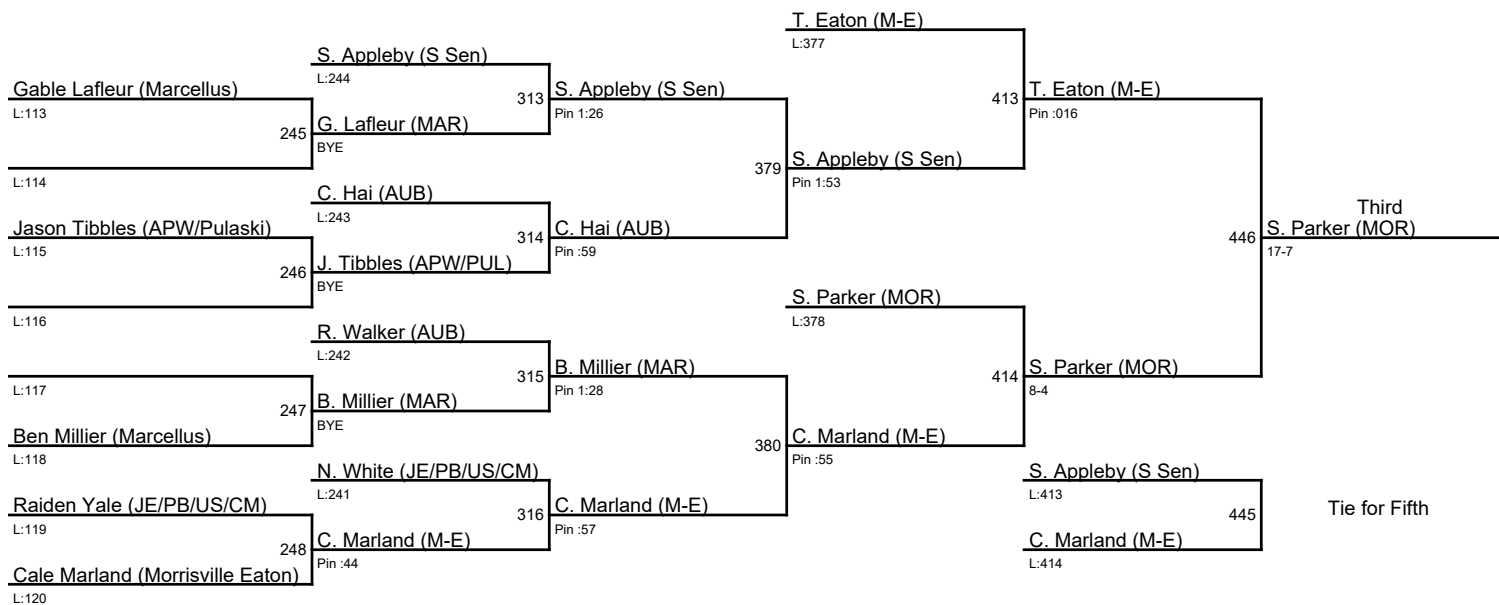 T. Eaton (M-E)
L:377
S. Appleby (S Sen)
L:244
Gable Lafleur (Marcellus)
L:113
313
S. Appleby (S Sen)
Pin 1:26
413
T. Eaton (M-E)
Pin :016
245
G. Lafleur (MAR)
BYE
L:114
379
S. Appleby (S Sen)
Pin 1:53
C. Hai (AUB)
L:243
Third
Jason Tibbles (APW/Pulaski)
L:115
314
C. Hai (AUB)
Pin :59
446
S. Parker (MOR)
17-7
246
J. Tibbles (APW/PUL)
BYE
L:116
S. Parker (MOR)
L:378
R. Walker (AUB)
L:242
L:117
315
B. Millier (MAR)
Pin 1:28
414
S. Parker (MOR)
8-4
247
B. Millier (MAR)
BYE
Ben Millier (Marcellus)
L:118
380
C. Marland (M-E)
Pin :55
N. White (JE/PB/US/CM)
L:241
S. Appleby (S Sen)
L:413
Raiden Yale (JE/PB/US/CM)
L:119
316
C. Marland (M-E)
Pin :57
445
Tie for Fifth
248
C. Marland (M-E)
Pin :44
C. Marland (M-E)
L:414
Cale Marland (Morrisville Eaton)
L:120